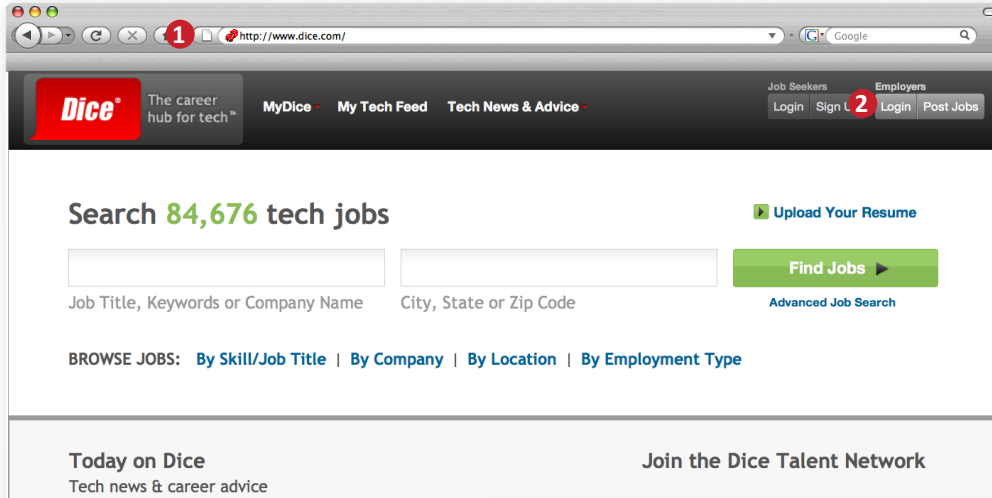 1
http://www.dice.com/
Google
Dice®
The career
hub for tech™
MyDice
My Tech Feed
Tech News & Advice
Job Seekers
Login
Sign
Employers
2
Login
Post Jobs
Search 84,676 tech jobs
Upload Your Resume
Find Jobs
Job Title, Keywords or Company Name
City, State or Zip Code
Advanced Job Search
BROWSE JOBS: By Skill/Job Title | By Company | By Location | By Employment Type
Today on Dice
Tech news & career advice
Join the Dice Talent Network